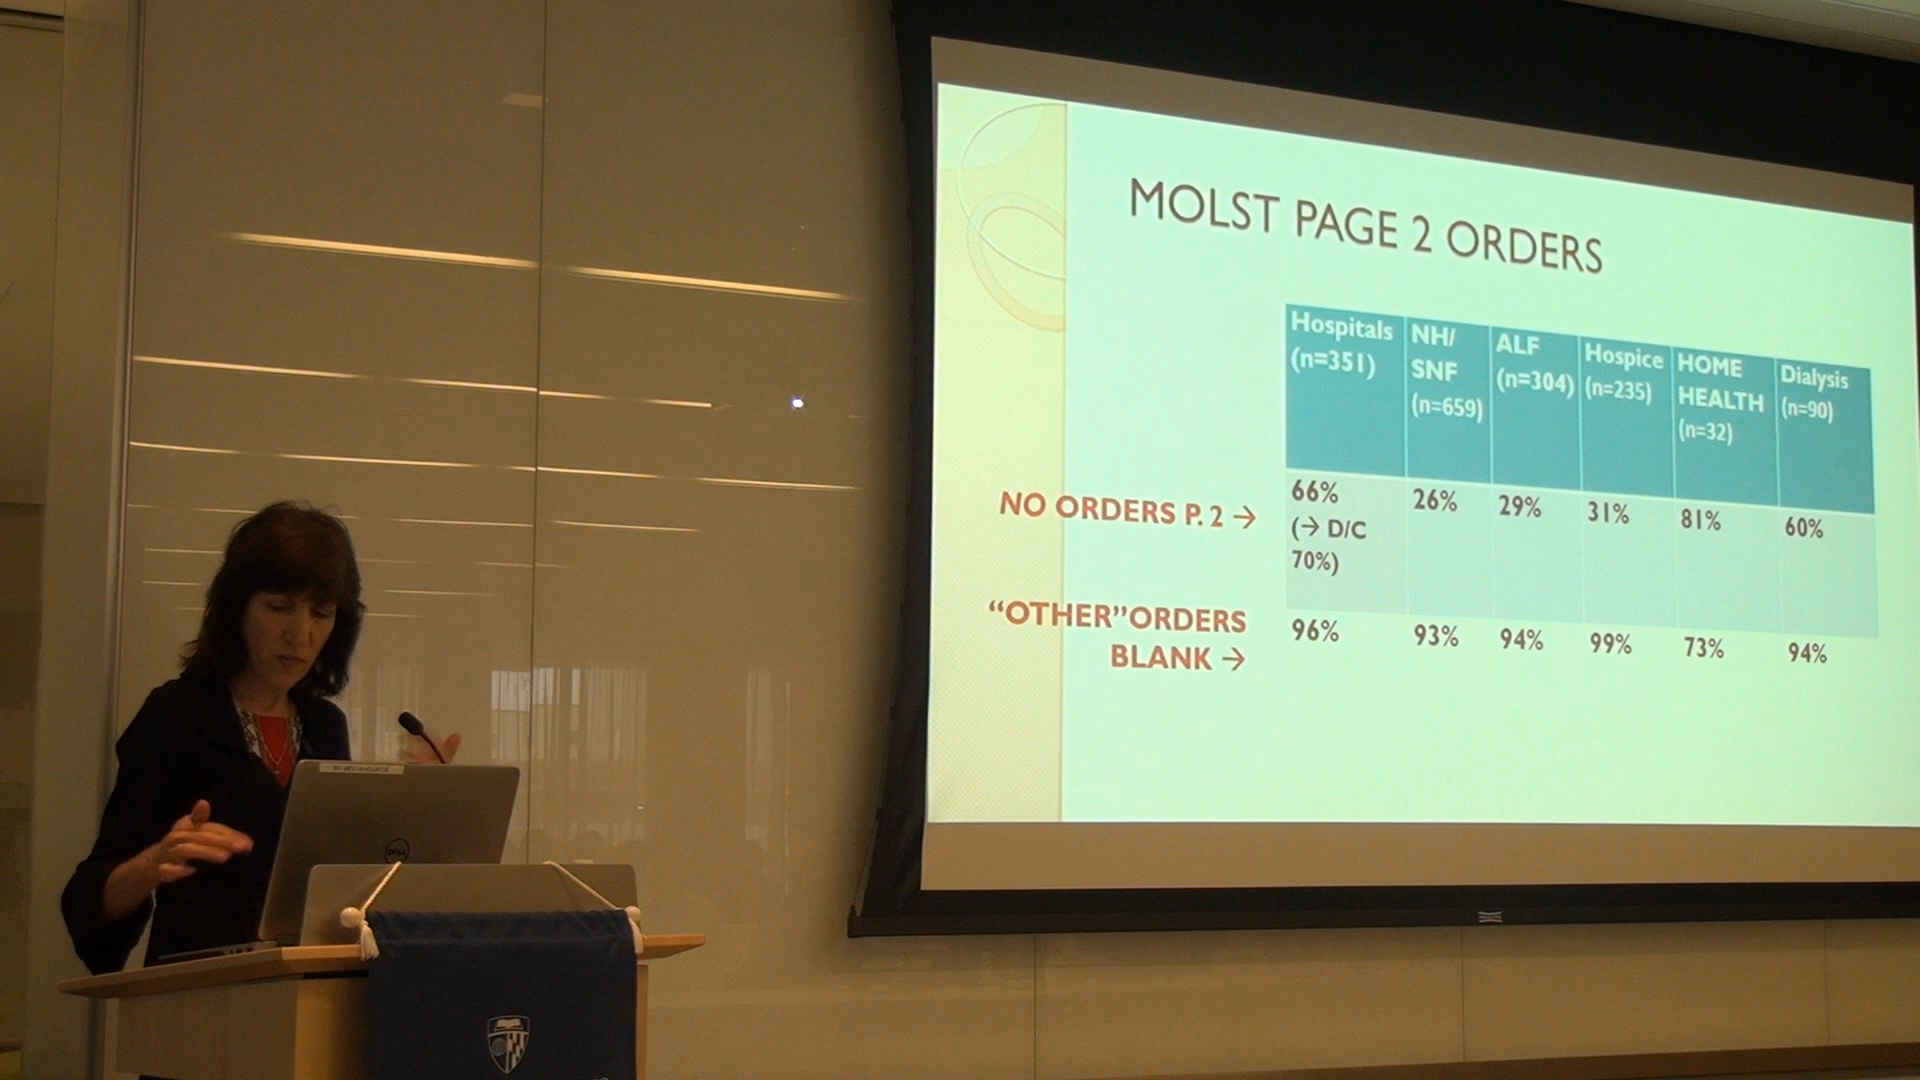 MOLST PAGE 2 ORDERS
Hospitals
(n=351)
NH/
SNF
(n=659)
ALF
(n=304)
Hospice
(n=235)
HOME
HEALTH
(n=32)
Dialysis
(n=90)
NO ORDERS P. 2 →
66%
(→ D/C
70%)
26%
29%
31%
81%
60%
“OTHER”ORDERS
BLANK →
96%
93%
94%
99%
73%
94%
DELL